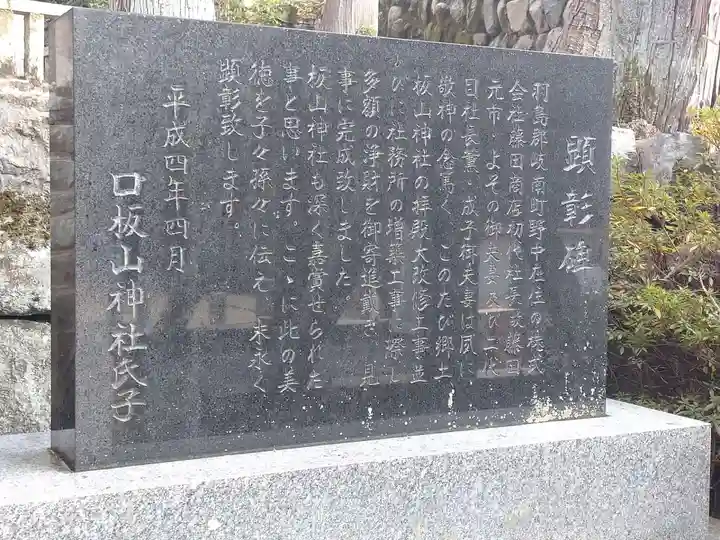 顕彰碑
羽島郡岐南町野中在住の株式
会社藤田商店初代社長故藤田
元市・よその御夫妻及び二代
目社長薫・成子御夫妻は夙に
敬神の念篤く、このたび郷土
板山神社の拝殿大改修工事並
びに社務所の増築工事に際し
多額の浄財を御寄進戴き、見
事に完成致しました。
板山神社も深く嘉賞せられた
事と思います。こゝに此の美
徳を子々孫々に伝え、末永く
顕彰致します。
平成四年四月
口板山神社氏子